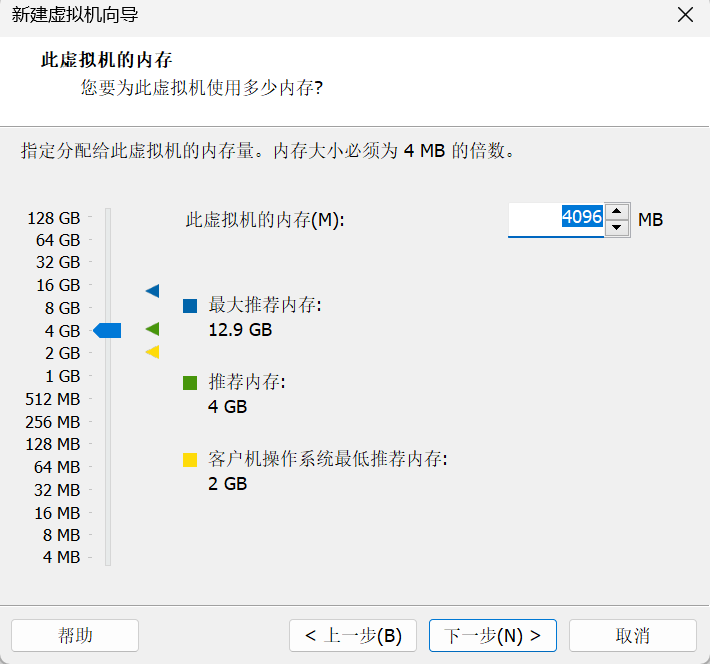 新建虚拟机向导
此虚拟机的内存
您要为此虚拟机使用多少内存?
指定分配给此虚拟机的内存量。内存大小必须为 4 MB 的倍数。
128 GB
64 GB
32 GB
16 GB
8 GB
4 GB
2 GB
1 GB
512 MB
256 MB
128 MB
64 MB
32 MB
16 MB
8 MB
4 MB
此虚拟机的内存(M):
4096 MB
最大推荐内存:
12.9 GB
推荐内存:
4 GB
客户机操作系统最低推荐内存:
2 GB
帮助
< 上一步(B)
下一步(N) >
取消